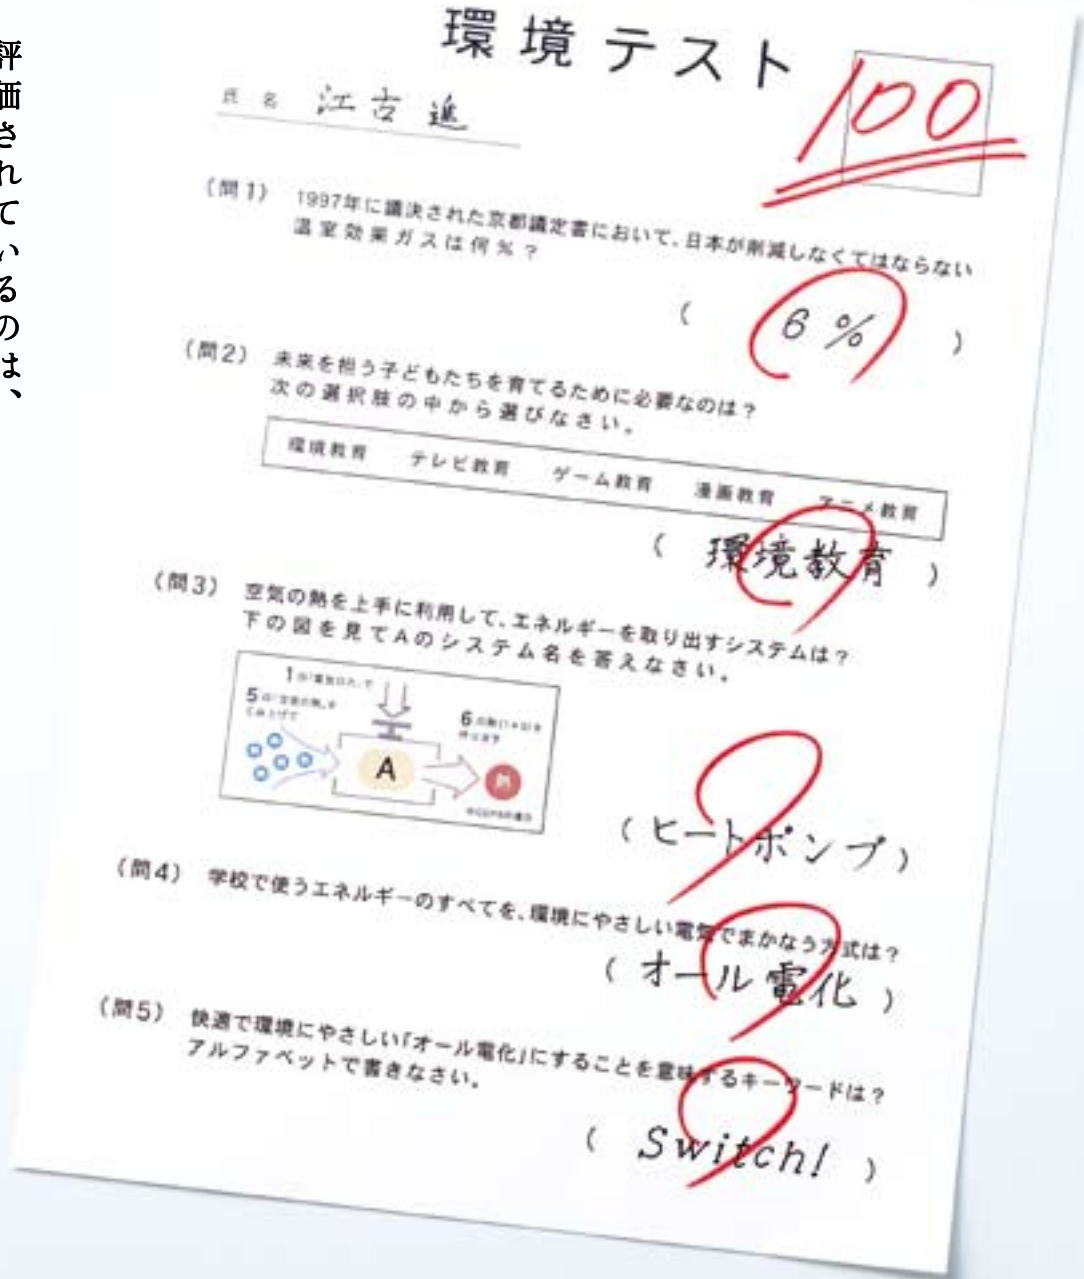 評価されているのは、
環境テスト
100
氏名 江古 進
(問1) 1997年に議決された京都議定書において、日本が削減しなくてはならない
温室効果ガスは何%?
( 6% )
(問2) 未来を担う子どもたちを育てるために必要なのは?
次の選択肢の中から選びなさい。
環境教育 テレビ教育 ゲーム教育 漫画教育 アニメ教育
( 環境教育 )
(問3) 空気の熱を上手に利用して、エネルギーを取り出すシステムは?
下の図を見てAのシステム名を答えなさい。
1
5
6
A
熱
( ヒートポンプ )
(問4) 学校で使うエネルギーのすべてを、環境にやさしい電気でまかなう方式は?
( オール電化 )
(問5) 快適で環境にやさしい「オール電化」にすることを意味するキーワードは?
アルファベットで書きなさい。
( Switch! )